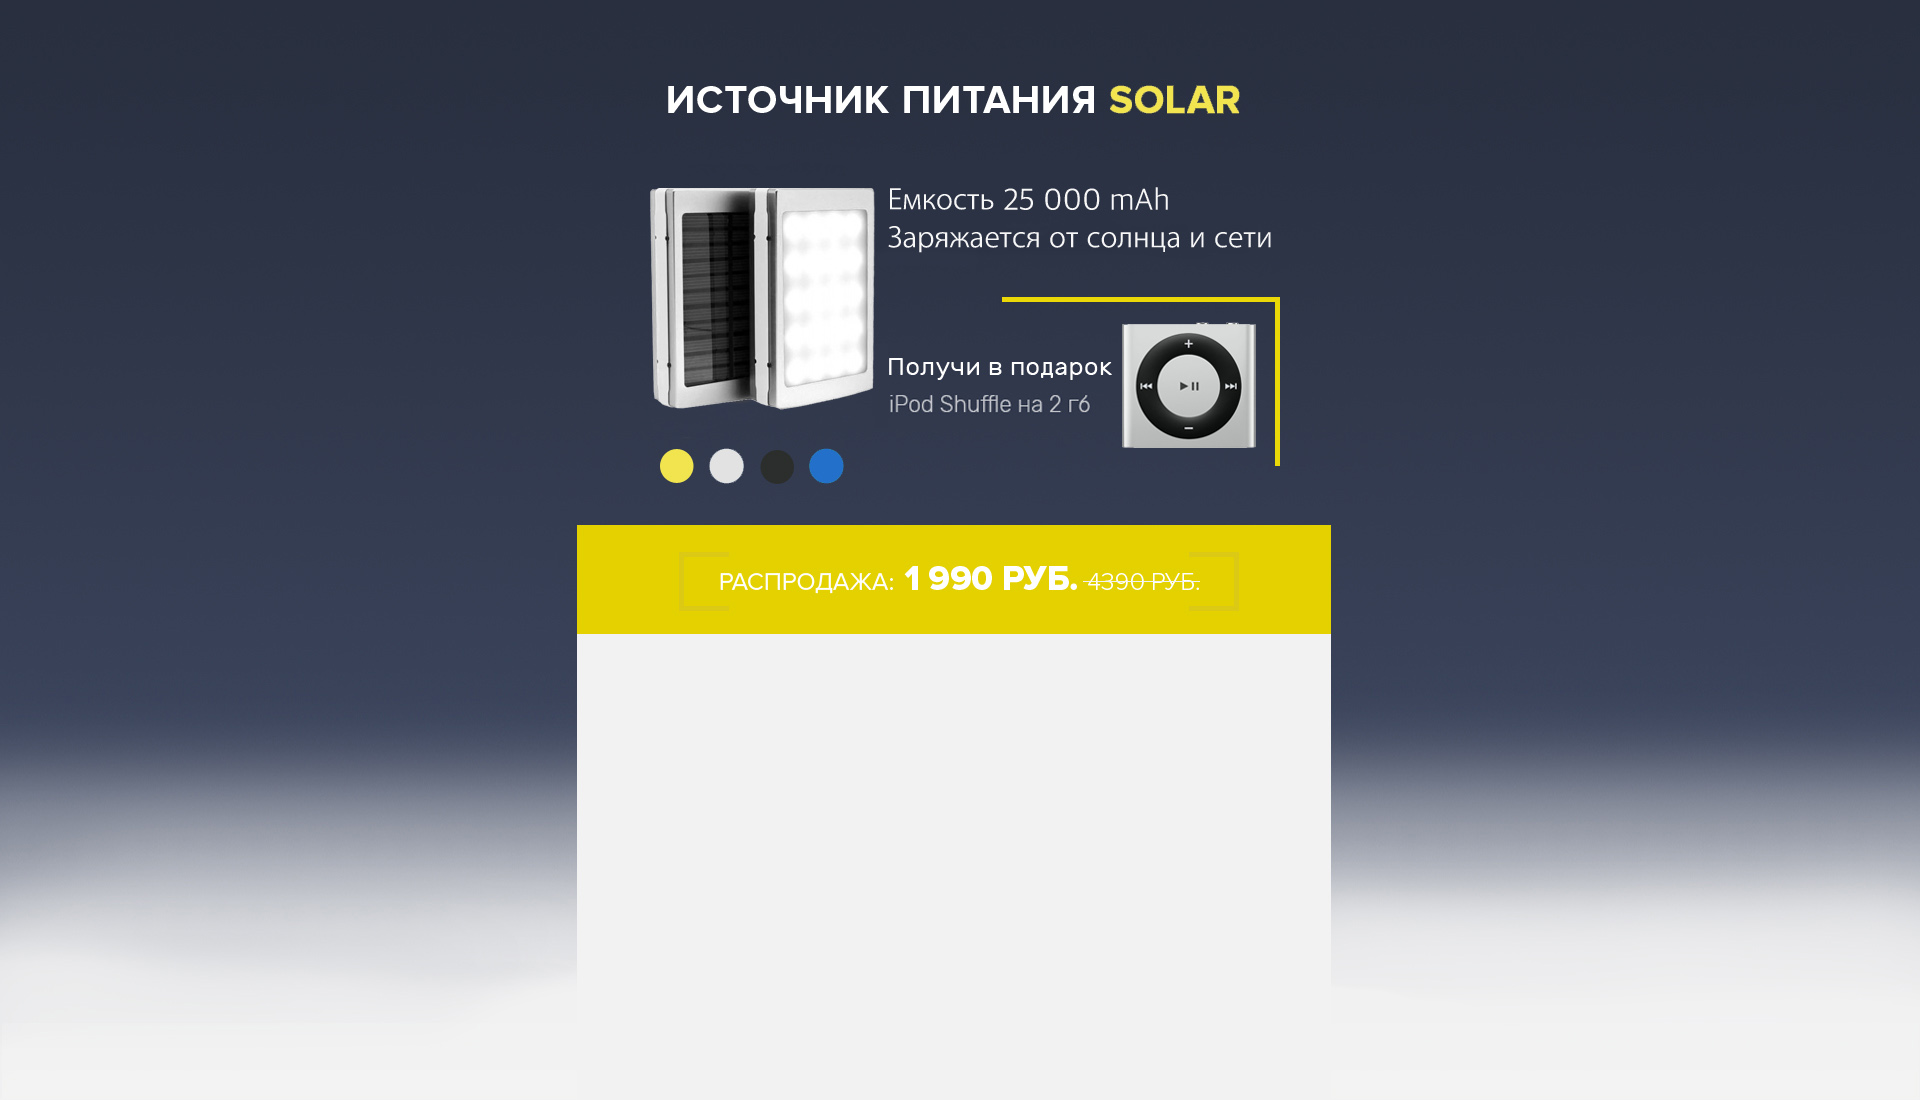 ИСТОЧНИК ПИТАНИЯ SOLAR
Емкость 25 000 mAh
Заряжается от солнца и сети
Получи в подарок
iPod Shuffle на 2 гб
РАСПРОДАЖА: 1 990 РУБ. 4390 РУБ.